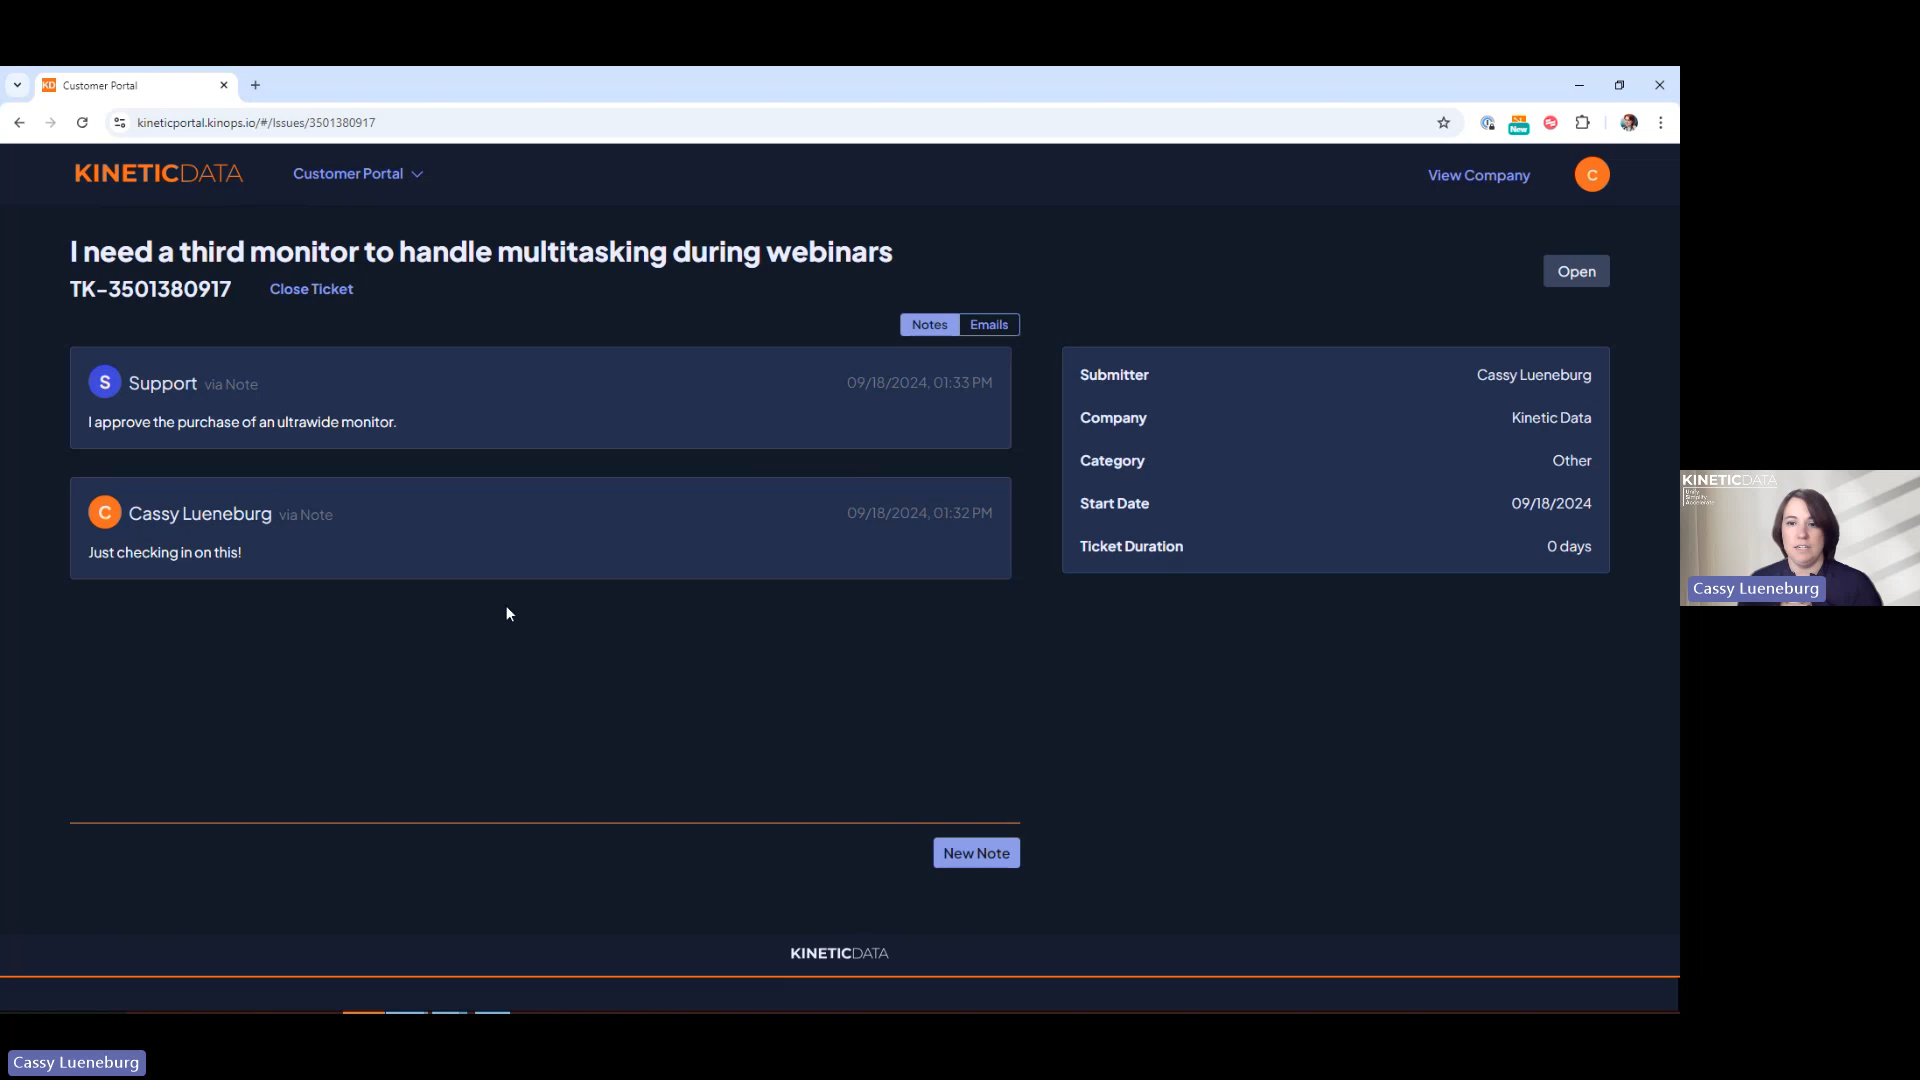 Customer Portal
kineticportal.kinops.io/#/Issues/3501380917
New
KINETICDATA
Customer Portal
View Company
C
I need a third monitor to handle multitasking during webinars
TK-3501380917
Close Ticket
Open
Notes
Emails
S
Support via Note
09/18/2024, 01:33 PM
I approve the purchase of an ultrawide monitor.
C
Cassy Lueneburg via Note
09/18/2024, 01:32 PM
Just checking in on this!
Submitter Cassy Lueneburg
Company Kinetic Data
Category Other
Start Date 09/18/2024
Ticket Duration 0 days
New Note
KINETICDATA
KINETICDATA
Unify
Simplify
Accelerate
Cassy Lueneburg
Cassy Lueneburg